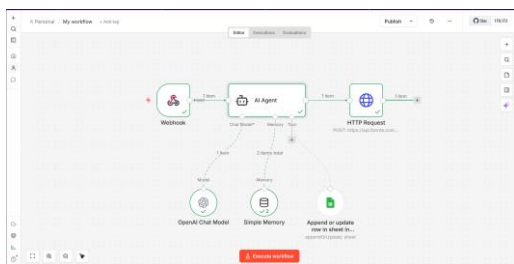 Personal / My workflow + Add tag
Publish
Editor Executions Evaluations
1 item
AI Agent
1 item
1 item
Webhook
Chat Model* Memory Tool
HTTP Request
1 item
2 items total
Model
Memory
OpenAI Chat Model
Simple Memory
Append or update
row in sheet in...
Execute workflow